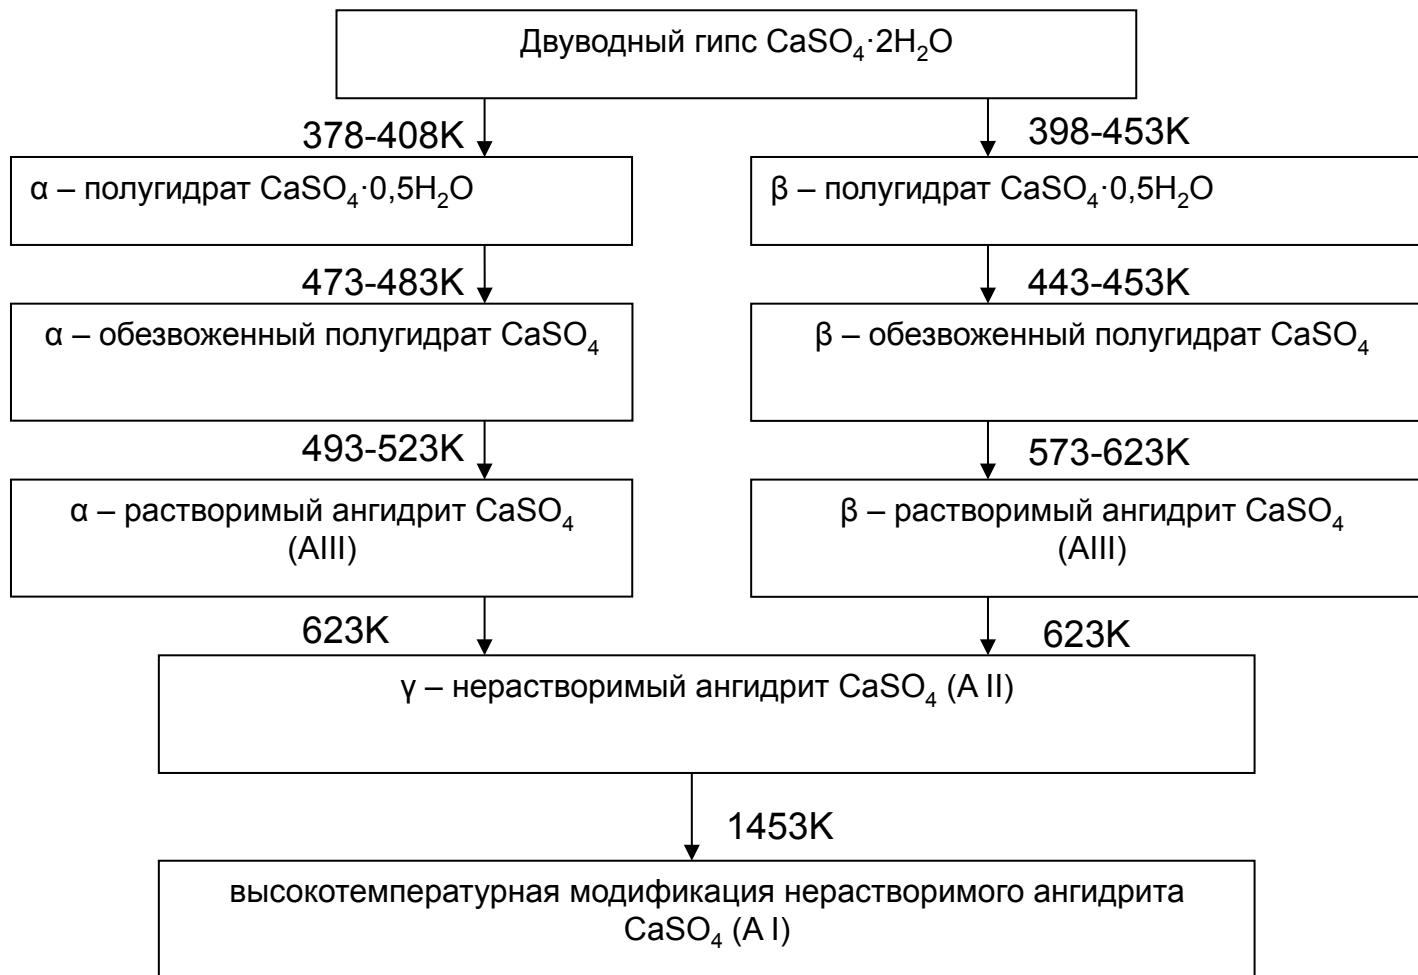 Двуводный гипс CaSO₄·2H₂O
378-408K
398-453K
α – полугидрат CaSO₄·0,5H₂O
β – полугидрат CaSO₄·0,5H₂O
473-483K
443-453K
α – обезвоженный полугидрат CaSO₄
β – обезвоженный полугидрат CaSO₄
493-523K
573-623K
α – растворимый ангидрит CaSO₄
(AIII)
β – растворимый ангидрит CaSO₄
(AIII)
623K
623K
γ – нерастворимый ангидрит CaSO₄ (A II)
1453K
высокотемпературная модификация нерастворимого ангидрита
CaSO₄ (A I)